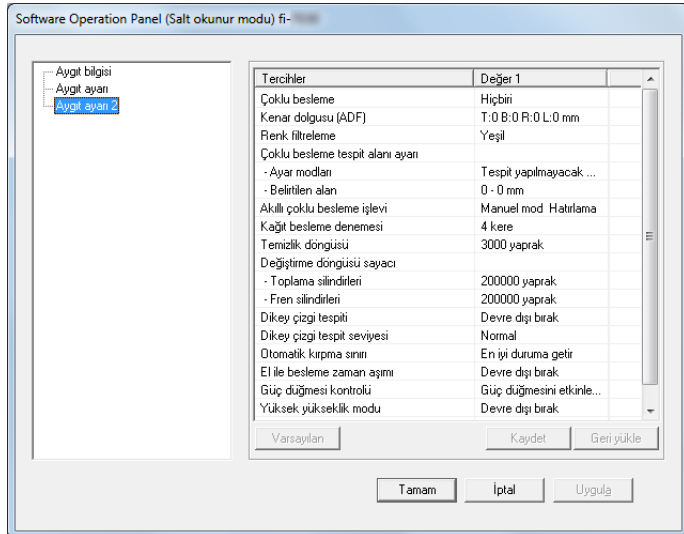 Software Operation Panel (Salt okunur modu) fi-
Aygıt bilgisi
Aygıt ayarı
Aygıt ayarı 2
Tercihler Değer 1
Çoklu besleme Hiçbiri
Kenar dolgusu (ADF) T:0 B:0 R:0 L:0 mm
Renk filtreleme Yeşil
Çoklu besleme tespit alanı ayarı
- Ayar modları Tespit yapılmayacak ...
- Belirtilen alan 0 - 0 mm
Akıllı çoklu besleme işlevi Manuel mod Hatırlama
Kağıt besleme denemesi 4 kere
Temizlik döngüsü 3000 yaprak
Değiştirme döngüsü sayacı
- Toplama silindirleri 200000 yaprak
- Fren silindirleri 200000 yaprak
Dikey çizgi tespiti Devre dışı bırak
Dikey çizgi tespit seviyesi Normal
Otomatik kırpma sınırı En iyi duruma getir
El ile besleme zaman aşımı Devre dışı bırak
Güç düğmesi kontrolü Güç düğmesini etkinle...
Yüksek yükseklik modu Devre dışı bırak
Varsayılan Kaydet Geri yükle
Tamam İptal Uygula